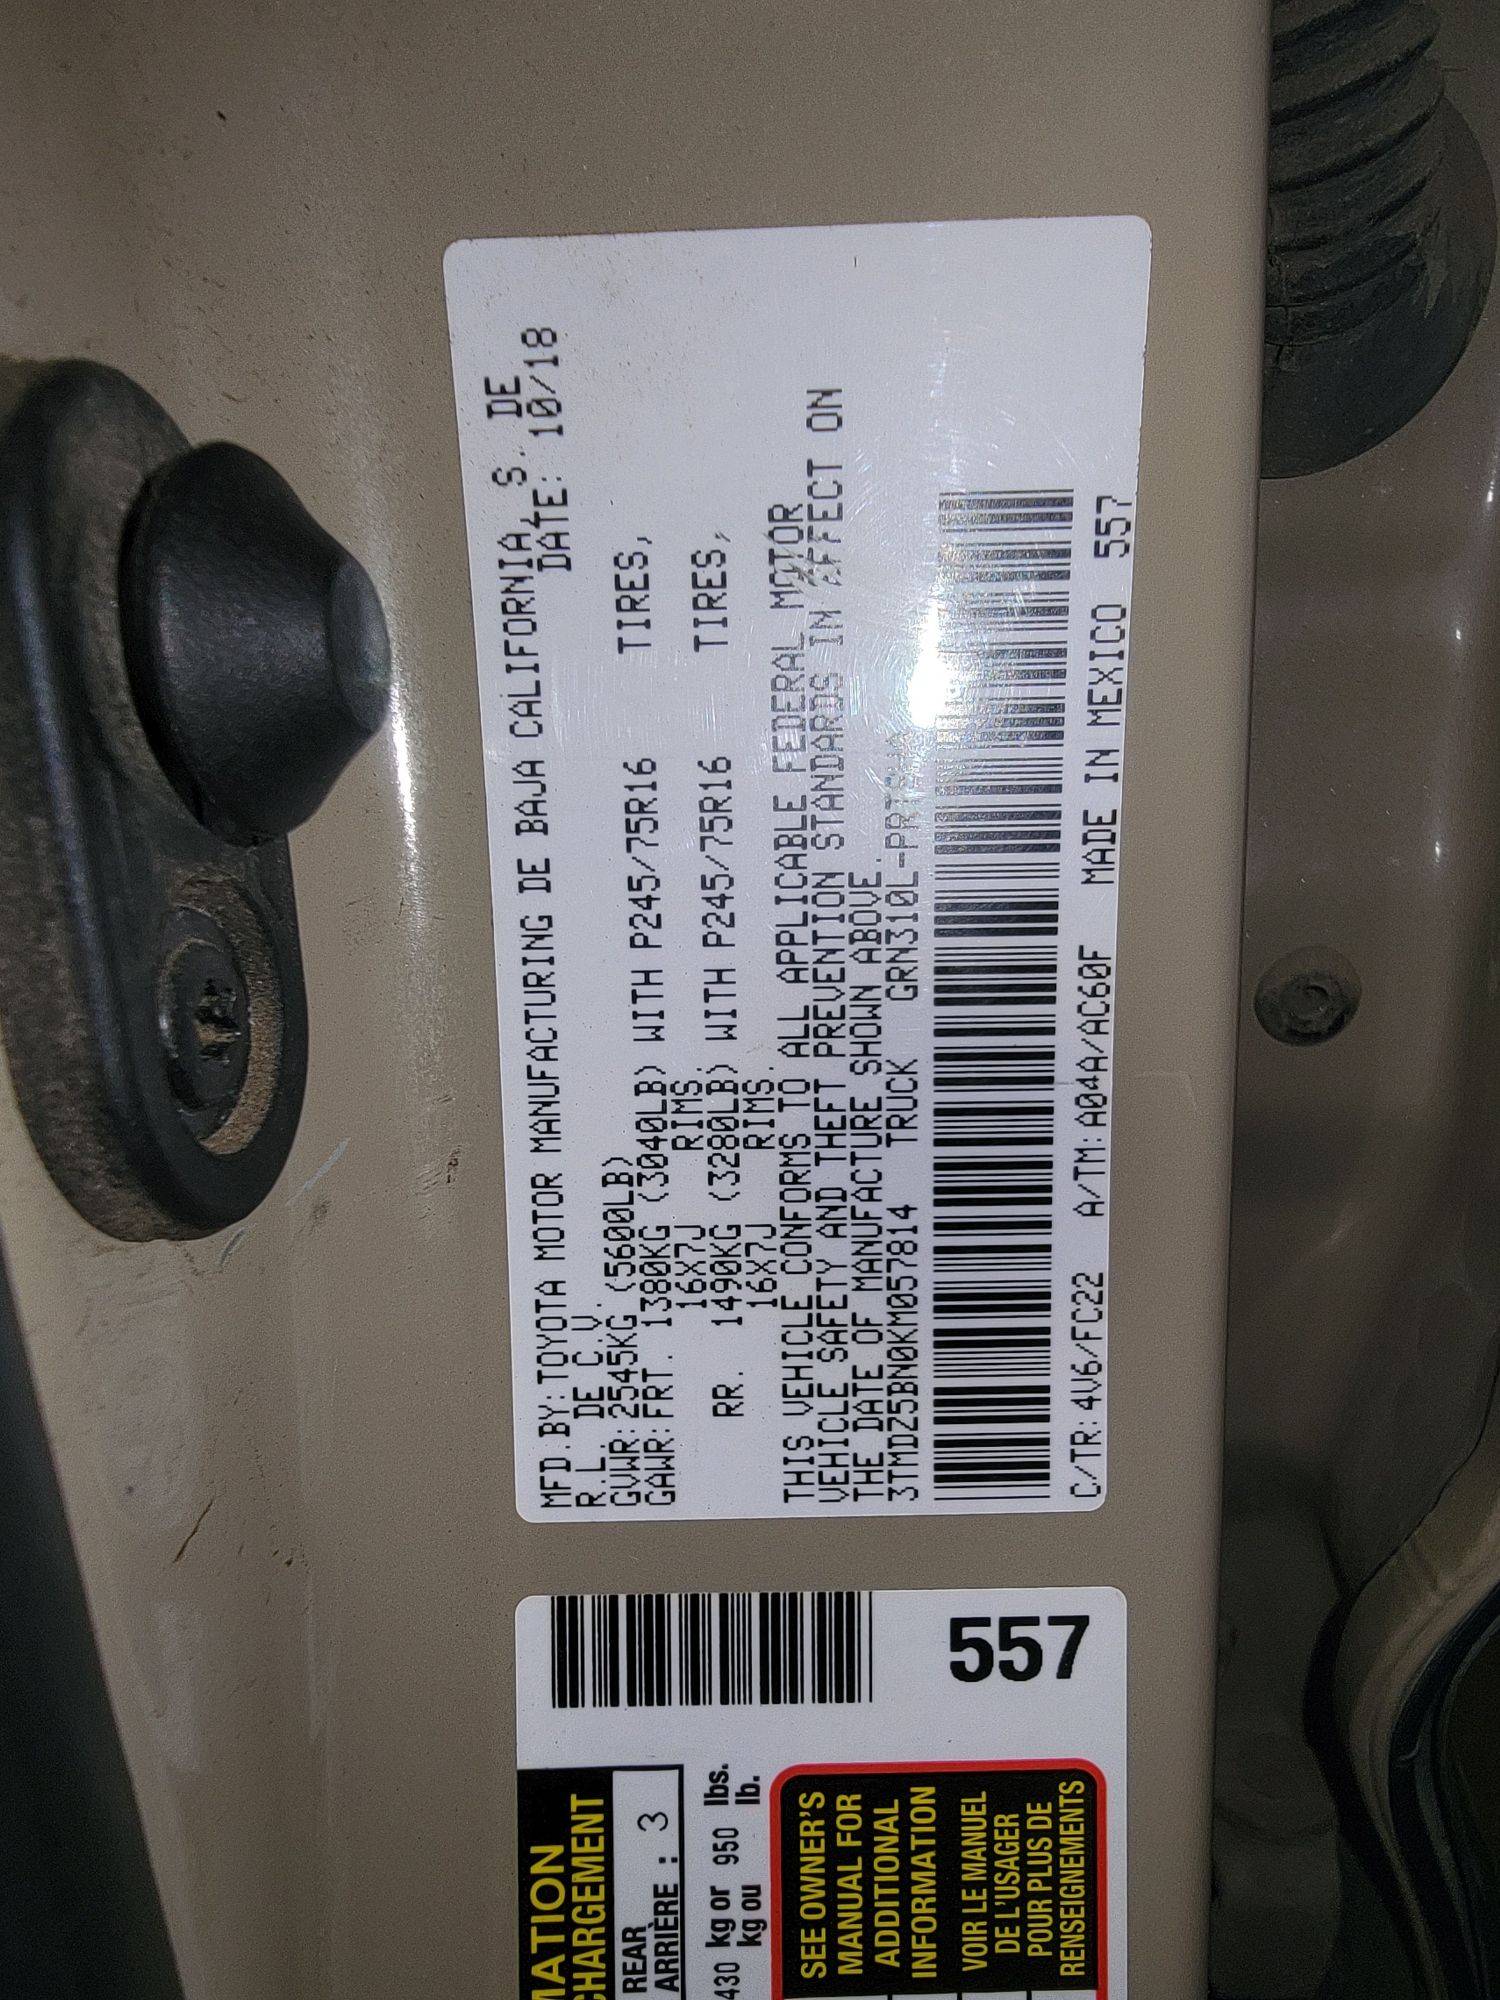 MFD.BY:TOYOTA MOTOR MANUFACTURING DE BAJA CALIFORNIA, S. DE
R.L. DE C.V. DATE: 10/18
GVWR:2545KG (5600LB)
GAWR:FRT. 1380KG (3040LB) WITH P245/75R16 TIRES,
16X7J RIMS.
RR. 1490KG (3280LB) WITH P245/75R16 TIRES,
16X7J RIMS.
THIS VEHICLE CONFORMS TO ALL APPLICABLE FEDERAL MOTOR
VEHICLE SAFETY AND THEFT PREVENTION STANDARDS IN EFFECT ON
THE DATE OF MANUFACTURE SHOWN ABOVE.
3TMDZ5BN0KM057814 TRUCK
C/TR:4V6/FC22 A/TM:A04A/AC60F MADE IN MEXICO 557
557
MATION
CHARGEMENT
REAR
ARRIÈRE : 3
430 kg or 950 lbs.
kg ou lb.
SEE OWNER'S
MANUAL FOR
ADDITIONAL
INFORMATION
VOIR LE MANUEL
DE L'USAGER
POUR PLUS DE
RENSEIGNEMENTS